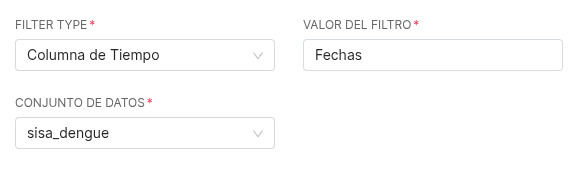 FILTER TYPE* VALOR DEL FILTRO*
Columna de Tiempo Fechas
CONJUNTO DE DATOS*
sisa_dengue